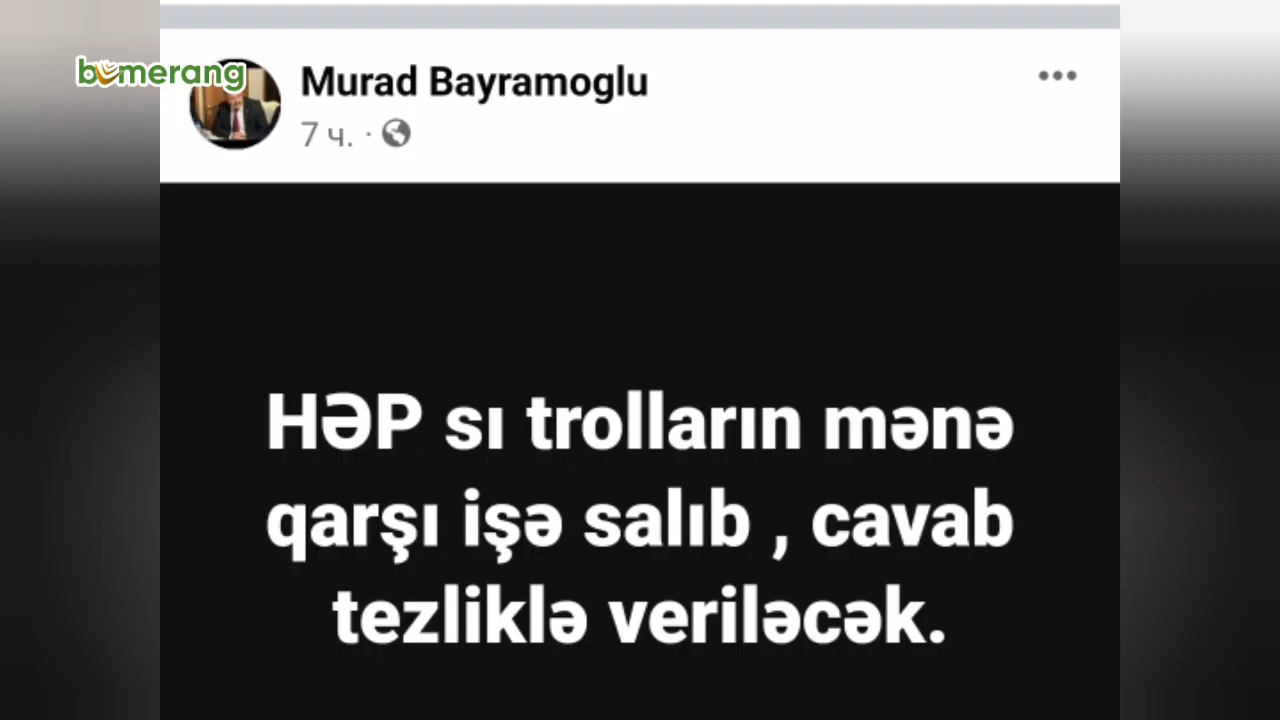 bumerang
Murad Bayramoglu
7 ч. ·
HƏP sı trolların mənə
qarşı işə salıb , cavab
tezliklə veriləcək.